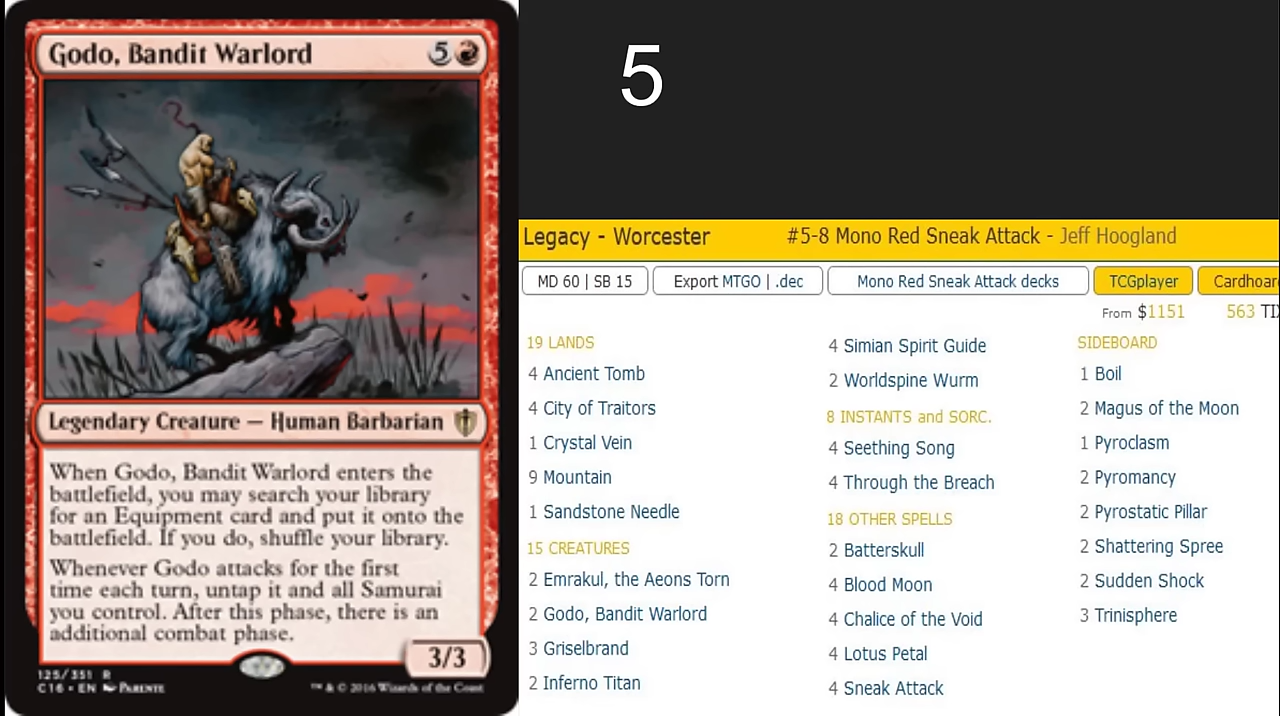 Godo, Bandit Warlord 5
When Godo, Bandit Warlord enters the
battlefield, you may search your library
for an Equipment card and put it onto the
battlefield. If you do, shuffle your library.
Whenever Godo attacks for the first
time each turn, untap it and all Samurai
you control. After this phase, there is an
additional combat phase.
Legendary Creature — Human Barbarian
3/3
125/351 R
C16 • EN PARENTE
™ & © 2016 Wizards of the Coast
5
Legacy - Worcester #5-8 Mono Red Sneak Attack - Jeff Hoogland
MD 60 | SB 15 Export MTGO | .dec Mono Red Sneak Attack decks TCGplayer Cardhoar
From $1151 563 TIX
19 LANDS
4 Ancient Tomb
4 City of Traitors
1 Crystal Vein
9 Mountain
1 Sandstone Needle
15 CREATURES
2 Emrakul, the Aeons Torn
2 Godo, Bandit Warlord
3 Griselbrand
2 Inferno Titan
4 Simian Spirit Guide
2 Worldspine Wurm
8 INSTANTS and SORC.
4 Seething Song
4 Through the Breach
18 OTHER SPELLS
2 Batterskull
4 Blood Moon
4 Chalice of the Void
4 Lotus Petal
4 Sneak Attack
SIDEBOARD
1 Boil
2 Magus of the Moon
1 Pyroclasm
2 Pyromancy
2 Pyrostatic Pillar
2 Shattering Spree
2 Sudden Shock
3 Trinisphere